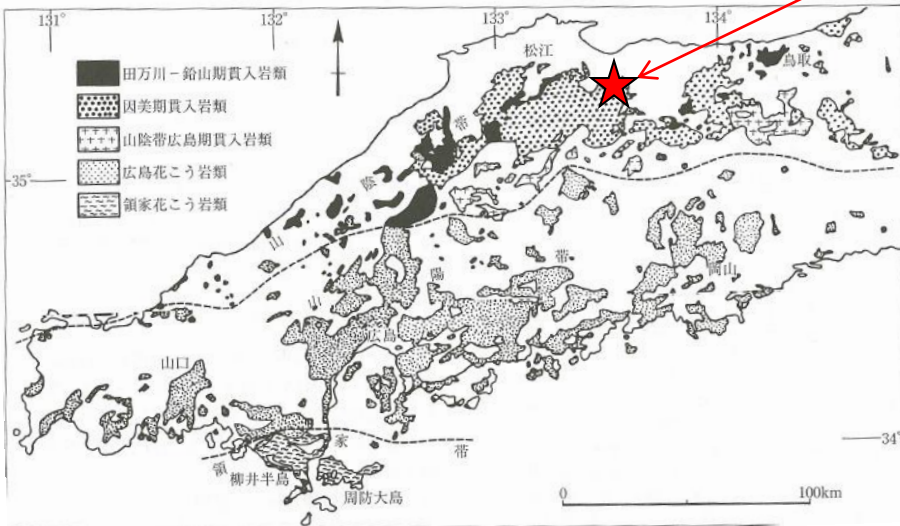 131°
132°
133°
134°
松江
鳥取
田万川－鉛山期貫入岩類
因美期貫入岩類
山陰帯広島期貫入岩類
広島花こう岩類
領家花こう岩類
35°
帯
陰
山
帯
陽
山
岡山
広島
山口
34°
家
帯
領
柳井半島
周防大島
0
100km